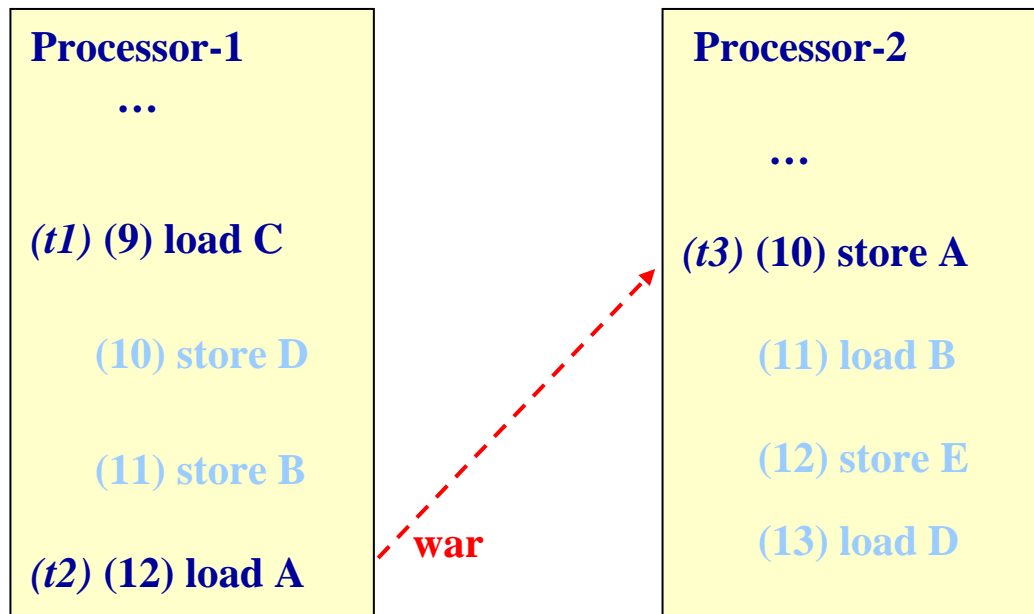 Processor-1
...
(t1) (9) load C
(10) store D
(11) store B
(t2) (12) load A
war
Processor-2
...
(t3) (10) store A
(11) load B
(12) store E
(13) load D